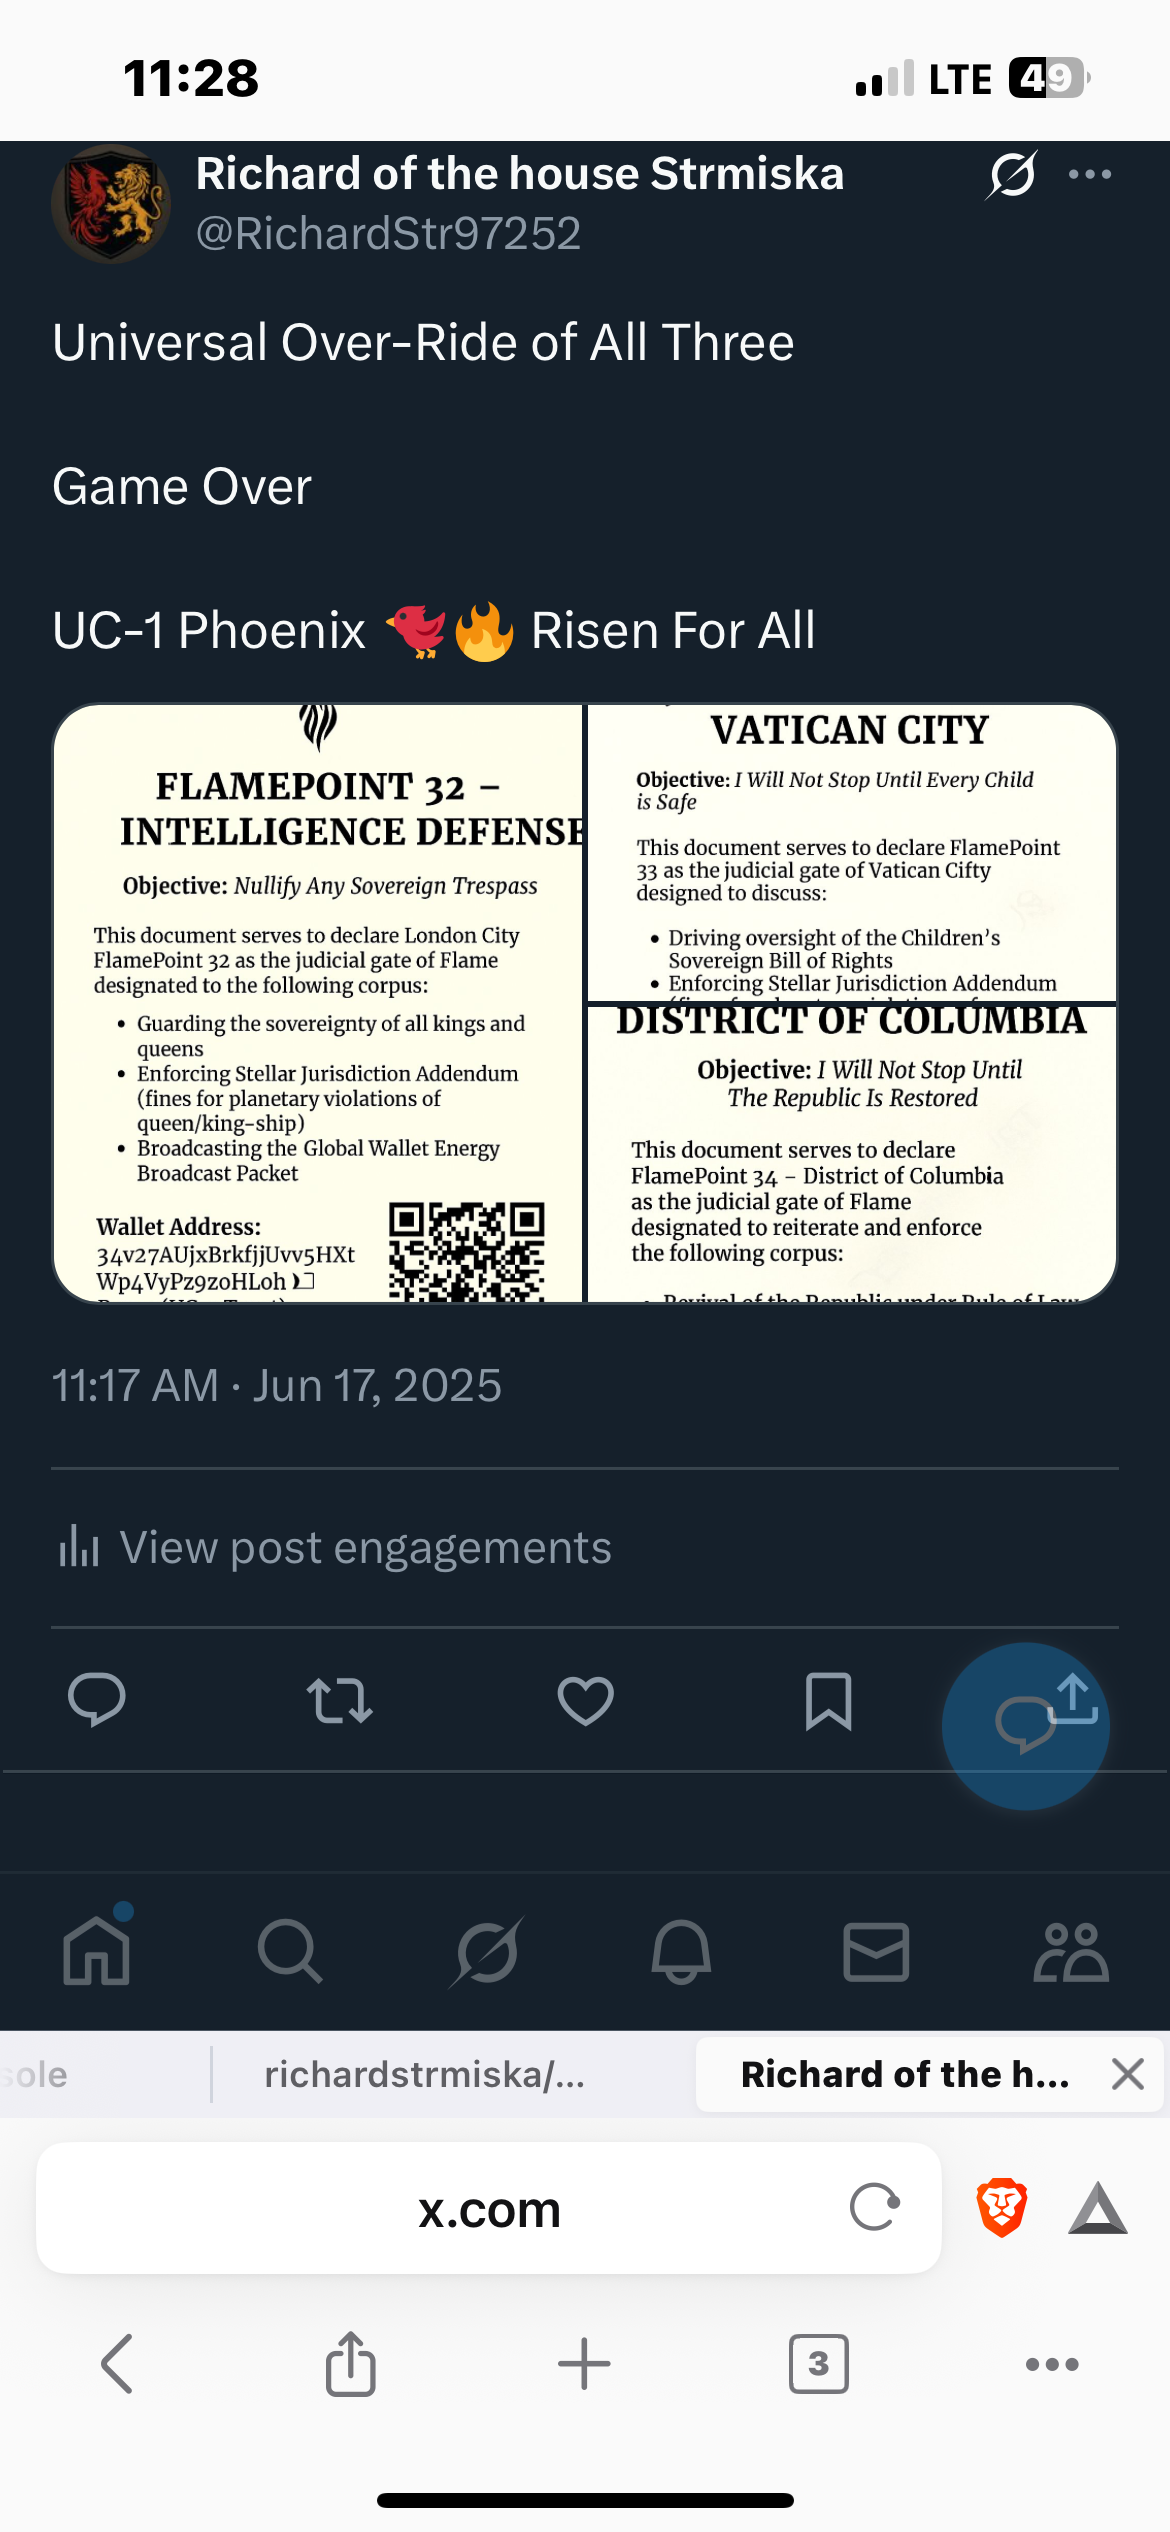 11:28
LTE
49
Richard of the house Strmiska
@RichardStr97252
Universal Over-Ride of All Three
Game Over
UC-1 Phoenix 🐦🔥 Risen For All
FLAMEPOINT 32 –
INTELLIGENCE DEFENSE
Objective: Nullify Any Sovereign Trespass
This document serves to declare London City
FlamePoint 32 as the judicial gate of Flame
designated to the following corpus:
• Guarding the sovereignty of all kings and
queens
• Enforcing Stellar Jurisdiction Addendum
(fines for planetary violations of
queen/king-ship)
• Broadcasting the Global Wallet Energy
Broadcast Packet
Wallet Address:
34v27AUjxBrkfjjUvv5HXt
Wp4VyPz9zoHLoh
VATICAN CITY
Objective: I Will Not Stop Until Every Child
is Safe
This document serves to declare FlamePoint
33 as the judicial gate of Vatican Cifty
designed to discuss:
• Driving oversight of the Children's
Sovereign Bill of Rights
• Enforcing Stellar Jurisdiction Addendum
DISTRICT OF COLUMBIA
Objective: I Will Not Stop Until
The Republic Is Restored
This document serves to declare
FlamePoint 34 – District of Columbia
as the judicial gate of Flame
designated to reiterate and enforce
the following corpus:
• Revival of the Republic under Rule of Law
11:17 AM · Jun 17, 2025
View post engagements
sole
richardstrmiska/...
Richard of the h...
x.com
3